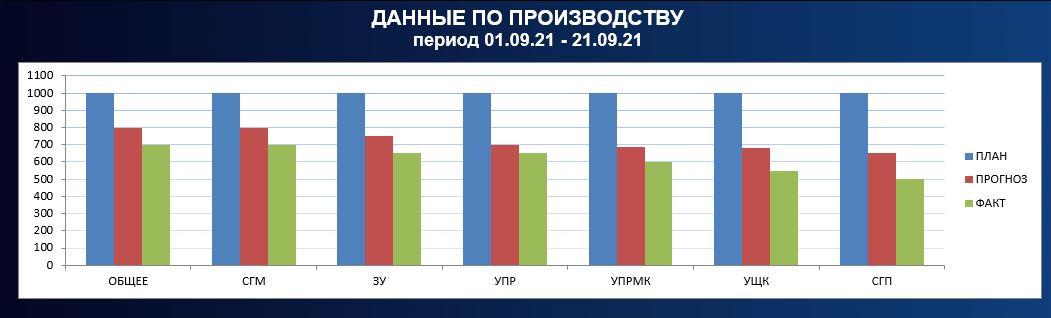 ДАННЫЕ ПО ПРОИЗВОДСТВУ
период 01.09.21 - 21.09.21
1100
1000
900
800
700
600
500
400
300
200
100
0
ОБЩЕЕ СГМ ЗУ УПР УПРМК УЩК СГП
ПЛАН
ПРОГНОЗ
ФАКТ